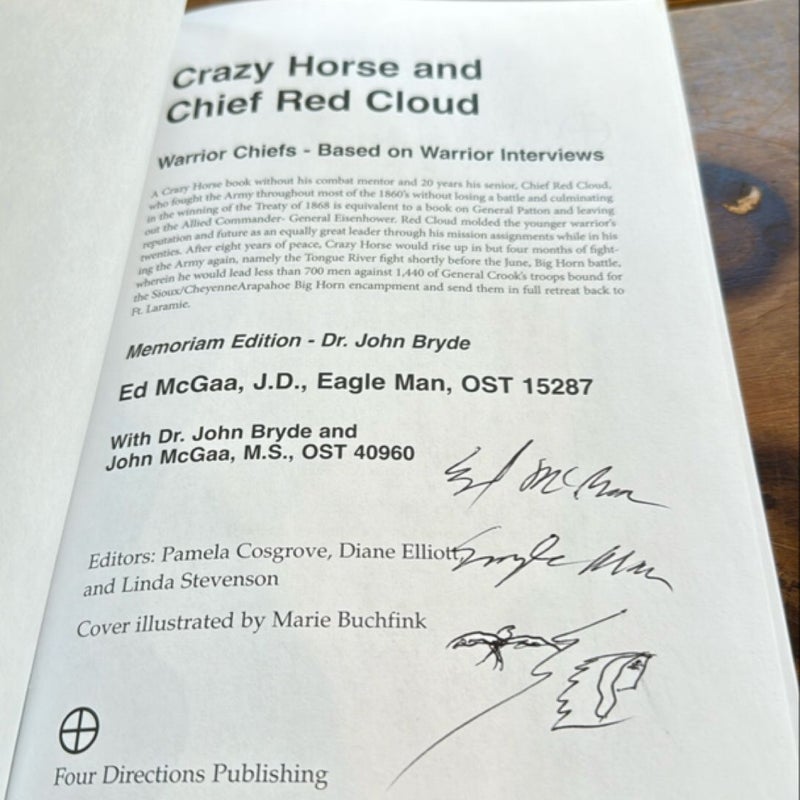 Crazy Horse and
Chief Red Cloud
Warrior Chiefs - Based on Warrior Interviews
A Crazy Horse book without his combat mentor and 20 years his senior, Chief Red Cloud,
who fought the Army throughout most of the 1860's without losing a battle and culminating
in the winning of the Treaty of 1868 is equivalent to a book on General Patton and leaving
out the Allied Commander- General Eisenhower. Red Cloud molded the younger warrior's
reputation and future as an equally great leader through his mission assignments while in his
twenties. After eight years of peace, Crazy Horse would rise up in but four months of fight-
ing the Army again, namely the Tongue River fight shortly before the June, Big Horn battle,
wherein he would lead less than 700 men against 1,440 of General Crook's troops bound for
the Sioux/CheyenneArapahoe Big Horn encampment and send them in full retreat back to
Ft. Laramie.
Memoriam Edition - Dr. John Bryde
Ed McGaa, J.D., Eagle Man, OST 15287
With Dr. John Bryde and
John McGaa, M.S., OST 40960
Ed McGaa
Editors: Pamela Cosgrove, Diane Elliott,
and Linda Stevenson
Eagle Man
Cover illustrated by Marie Buchfink
Four Directions Publishing